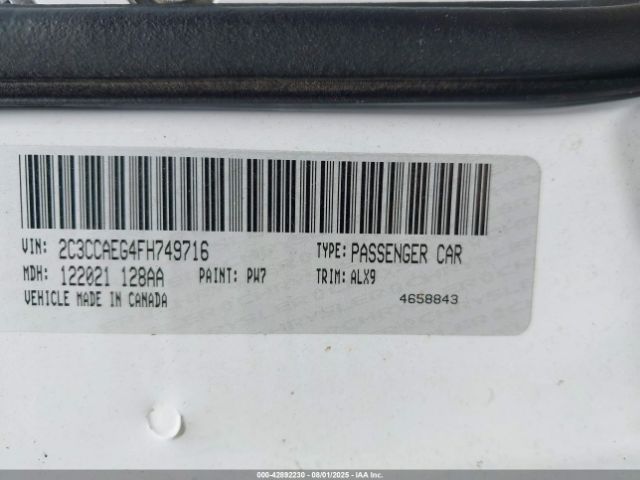 VIN: 2C3CCAEG4FH749716 TYPE: PASSENGER CAR
MDH: 122021 128AA PAINT: PW7 TRIM: ALX9
VEHICLE MADE IN CANADA 4658843
000-42892230 - 08/01/2025 - IAA Inc.